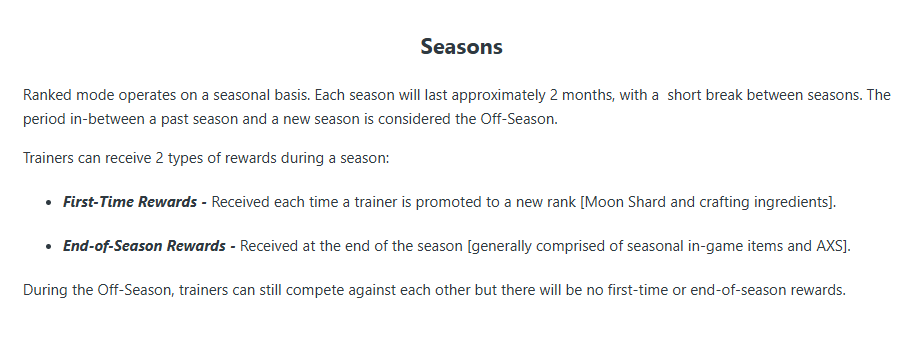 Seasons
Ranked mode operates on a seasonal basis. Each season will last approximately 2 months, with a  short break between seasons. The
period in-between a past season and a new season is considered the Off-Season.
Trainers can receive 2 types of rewards during a season:
• First-Time Rewards - Received each time a trainer is promoted to a new rank [Moon Shard and crafting ingredients].
• End-of-Season Rewards - Received at the end of the season [generally comprised of seasonal in-game items and AXS].
During the Off-Season, trainers can still compete against each other but there will be no first-time or end-of-season rewards.